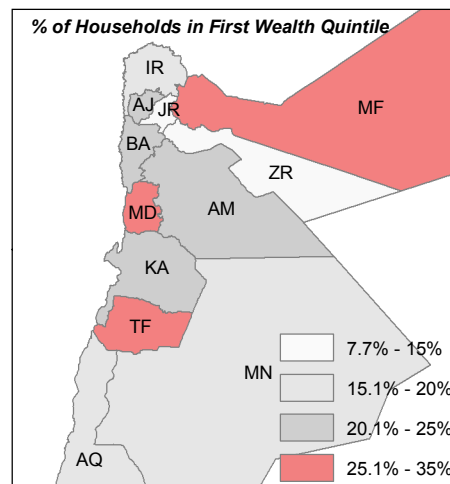 % of Households in First Wealth Quintile
IR
AJ
JR
MF
BA
ZR
MD
AM
KA
TF
MN
AQ
7.7% - 15%
15.1% - 20%
20.1% - 25%
25.1% - 35%